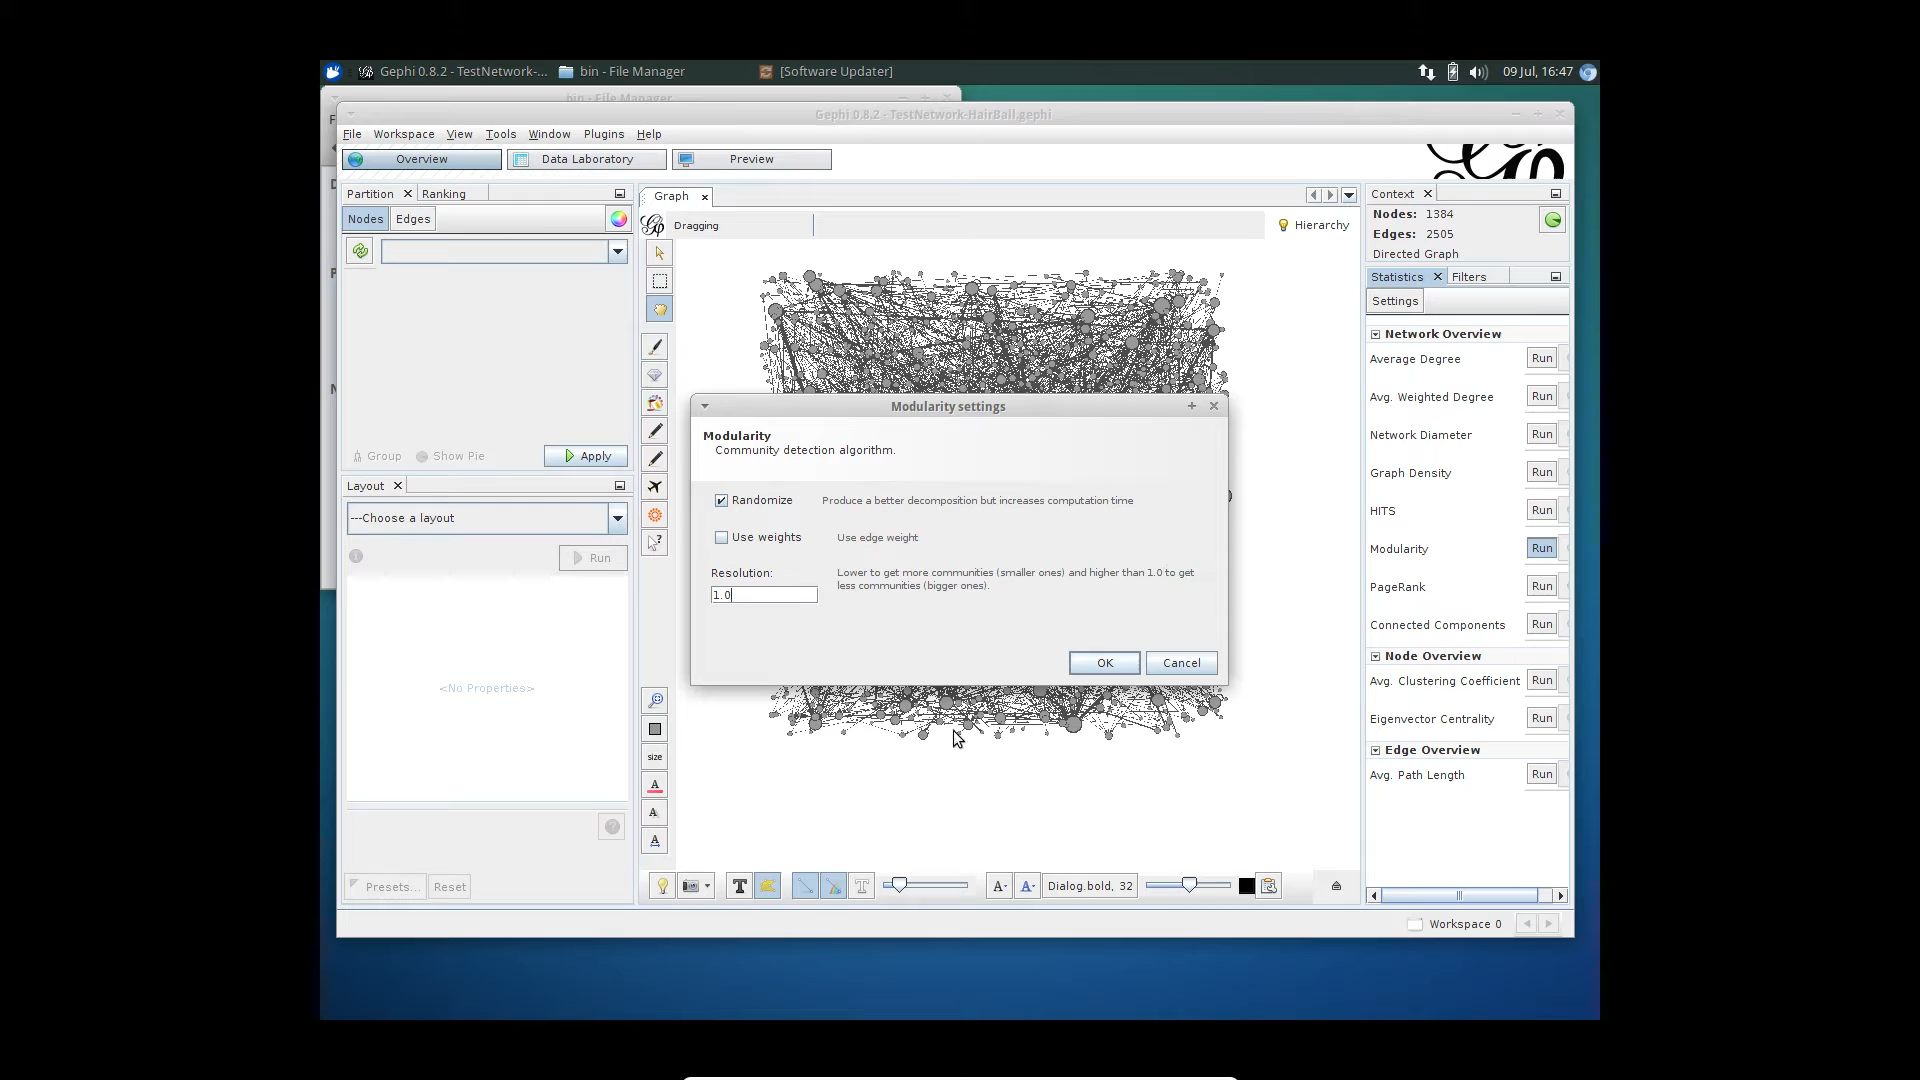 Gephi 0.8.2 - TestNetwork-...
bin - File Manager
[Software Updater]
09 Jul, 16:47
bin - File Manager
Gephi 0.8.2 - TestNetwork-HairBall.gephi
File Workspace View Tools Window Plugins Help
Overview
Data Laboratory
Preview
Partition
Ranking
Nodes
Edges
Group
Show Pie
Apply
Layout
---Choose a layout
Run
<No Properties>
Presets...
Reset
Graph
Dragging
Hierarchy
size
Dialog.bold, 32
Modularity settings
Modularity
Community detection algorithm.
Randomize
Produce a better decomposition but increases computation time
Use weights
Use edge weight
Resolution:
1.0
Lower to get more communities (smaller ones) and higher than 1.0 to get
less communities (bigger ones).
OK
Cancel
Context
Nodes: 1384
Edges: 2505
Directed Graph
Statistics
Filters
Settings
Network Overview
Average Degree Run
Avg. Weighted Degree Run
Network Diameter Run
Graph Density Run
HITS Run
Modularity Run
PageRank Run
Connected Components Run
Node Overview
Avg. Clustering Coefficient Run
Eigenvector Centrality Run
Edge Overview
Avg. Path Length Run
Workspace 0